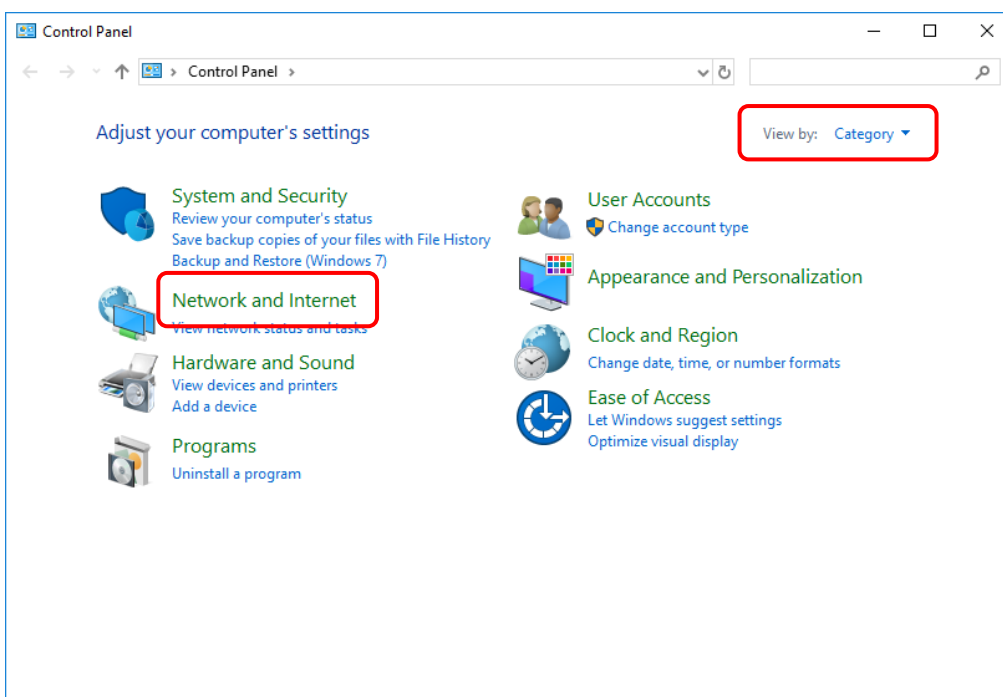 Control Panel
Control Panel
Adjust your computer's settings
View by: Category
System and Security
Review your computer's status
Save backup copies of your files with File History
Backup and Restore (Windows 7)
Network and Internet
View network status and tasks
Hardware and Sound
View devices and printers
Add a device
Programs
Uninstall a program
User Accounts
Change account type
Appearance and Personalization
Clock and Region
Change date, time, or number formats
Ease of Access
Let Windows suggest settings
Optimize visual display